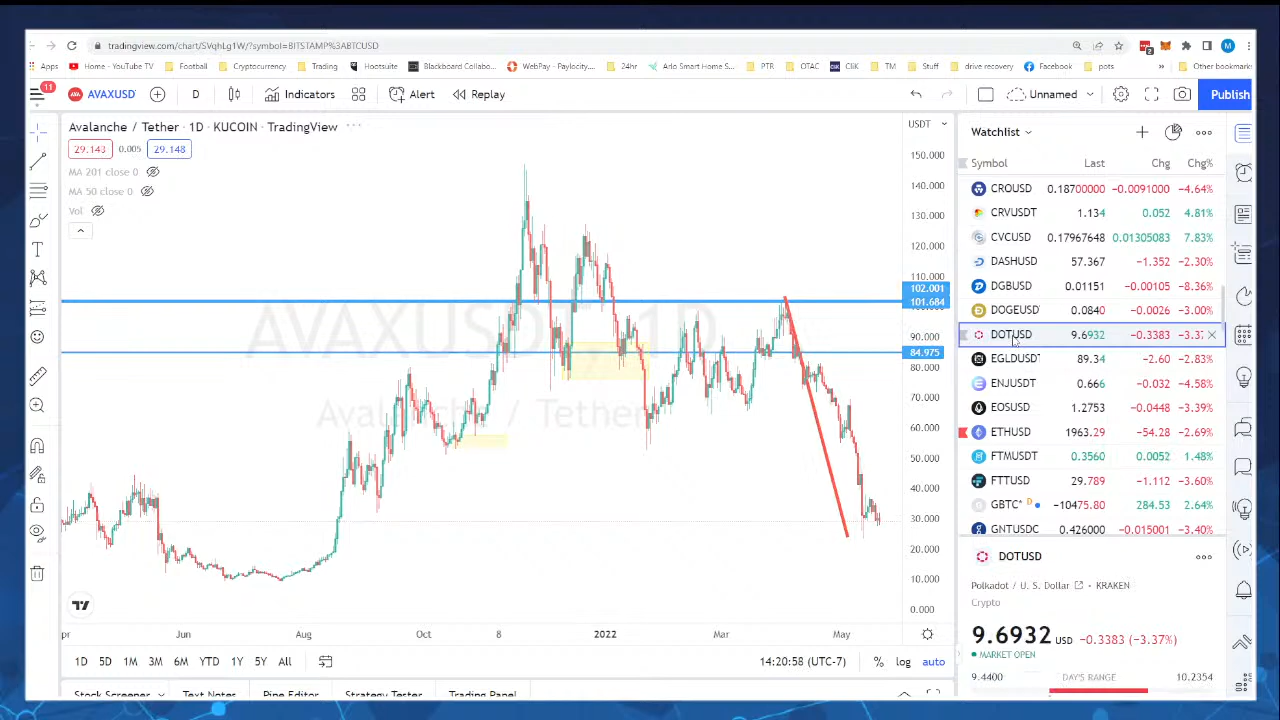 tradingview.com/chart/SVqhLg1W/?symbol=BITSTAMP%3ABTCUSD
Apps Home - YouTube TV Football Cryptocurrency Trading Hootsuite Blackboard Collabo... WebPay: Paylocity.... 24hr Arlo Smart Home S... PTR OTAC CliK TM Stuff drive recovery Facebook pots » Other bookmark
11 AVAXUSD D Indicators Alert Replay Unnamed Publish
Avalanche / Tether · 1D · KUCOIN · TradingView
29.143 0.005 29.148
MA 201 close 0
MA 50 close 0
Vol
AVAXUSD
Avalanche / Tether
USDT
150.000
140.000
130.000
120.000
110.000
102.001
101.684
90.000
84.975
80.000
70.000
60.000
50.000
40.000
30.000
20.000
10.000
0.000
Jun Aug Oct 8 2022 Mar May
1D 5D 1M 3M 6M YTD 1Y 5Y All 14:20:58 (UTC-7) % log auto
Stock Screener Text Notes Pine Editor Strategy Tester Trading Panel
Watchlist
Symbol Last Chg Chg%
CROUSD 0.18700000 −0.0091000 −4.64%
CRVUSDT 1.134 0.052 4.81%
CVCUSD 0.17967648 0.01305083 7.83%
DASHUSD 57.367 −1.352 −2.30%
DGBUSD 0.01151 −0.00105 −8.36%
DOGEUSD 0.0840 −0.0026 −3.00%
DOTUSD 9.6932 −0.3383 −3.37
EGLDUSDT 89.34 −2.60 −2.83%
ENJUSDT 0.666 −0.032 −4.58%
EOSUSD 1.2753 −0.0448 −3.39%
ETHUSD 1963.29 −54.28 −2.69%
FTMUSDT 0.3560 0.0052 1.48%
FTTUSD 29.789 −1.112 −3.60%
GBTC* D −10475.80 284.53 2.64%
GNTUSDC 0.426000 −0.015001 −3.40%
DOTUSD
Polkadot / U. S. Dollar • KRAKEN
Crypto
9.6932 USD −0.3383 (−3.37%)
MARKET OPEN
9.4400 DAY'S RANGE 10.2354